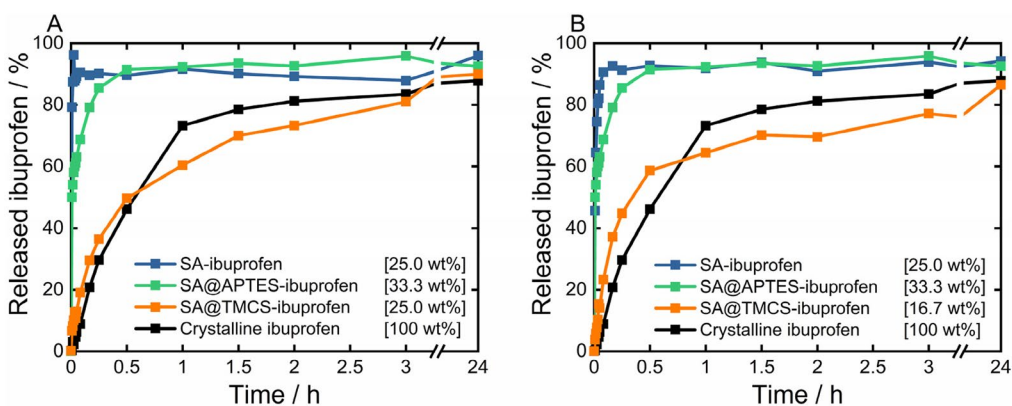 A
Released ibuprofen / %
100
80
60
40
20
0
SA-ibuprofen [25.0 wt%]
SA@APTES-ibuprofen [33.3 wt%]
SA@TMCS-ibuprofen [25.0 wt%]
Crystalline ibuprofen [100 wt%]
0 0.5 1 1.5 2 2.5 3 24
Time / h
B
Released ibuprofen / %
100
80
60
40
20
0
SA-ibuprofen [25.0 wt%]
SA@APTES-ibuprofen [33.3 wt%]
SA@TMCS-ibuprofen [16.7 wt%]
Crystalline ibuprofen [100 wt%]
0 0.5 1 1.5 2 2.5 3 24
Time / h